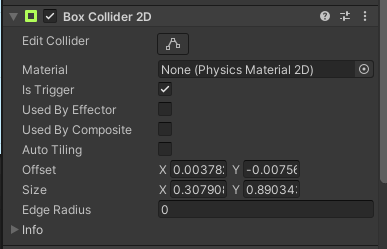 Box Collider 2D
Edit Collider
Material None (Physics Material 2D)
Is Trigger
Used By Effector
Used By Composite
Auto Tiling
Offset X 0.00378 Y -0.00756
Size X 0.30790 Y 0.89034
Edge Radius 0
Info